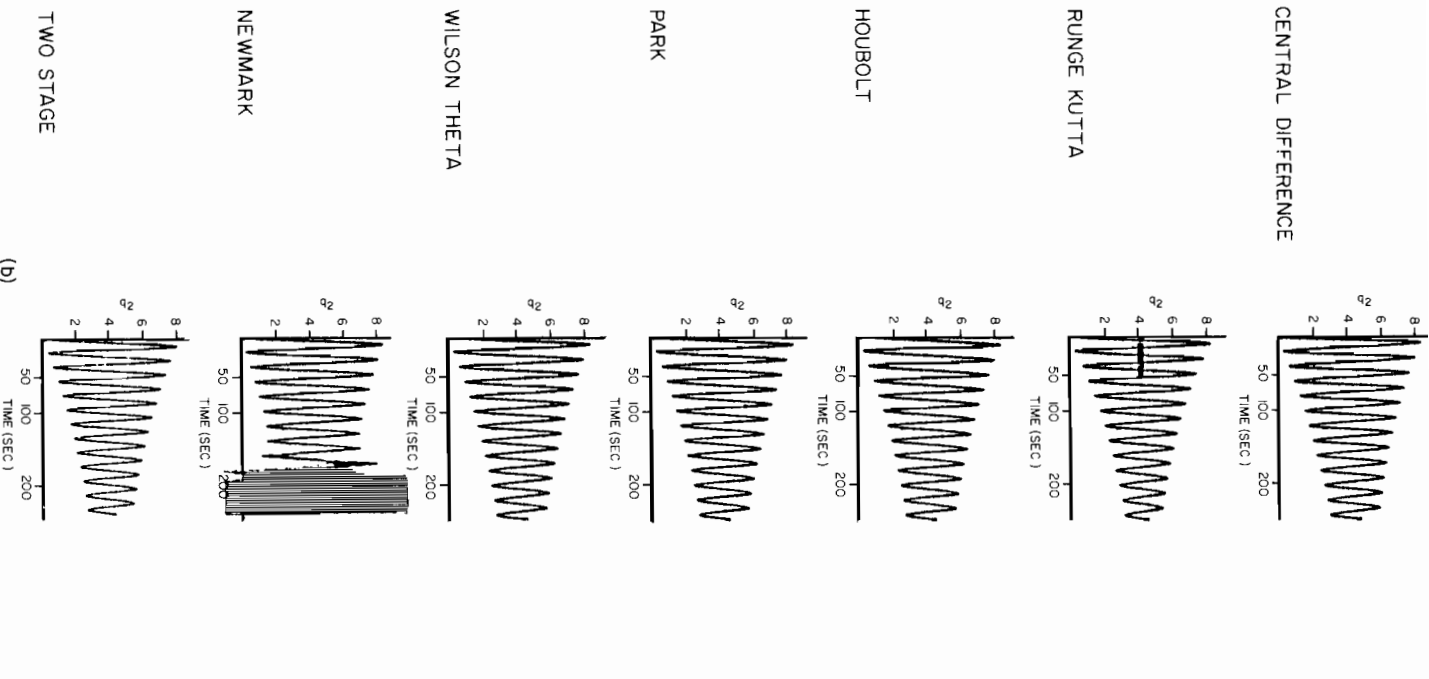 CENTRAL DIFFERENCE
8
6
q2
4
2
50 100 200
TIME (SEC)
RUNGE KUTTA
8
6
q2
4
2
50 100 200
TIME (SEC)
HOUBOLT
8
6
q2
4
2
50 100 200
TIME (SEC)
PARK
8
6
q2
4
2
50 100 200
TIME (SEC)
WILSON THETA
8
6
q2
4
2
50 100 200
TIME (SEC)
NEWMARK
8
6
q2
4
2
50 100 200
TIME (SEC)
TWO STAGE
8
6
q2
4
2
50 100 200
TIME (SEC)
(b)